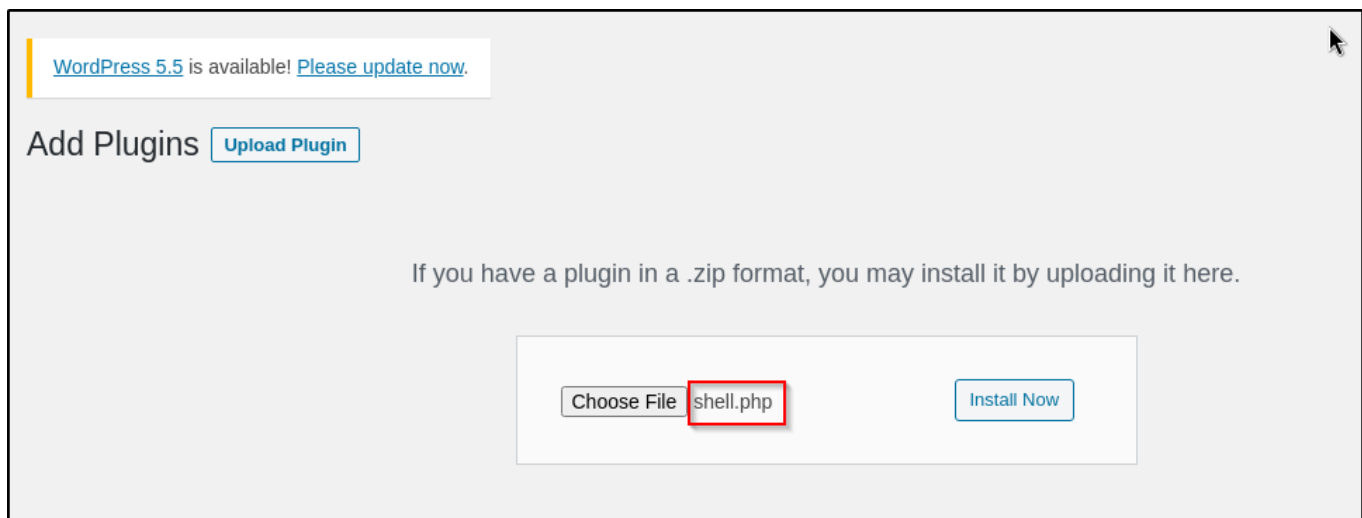 WordPress 5.5 is available! Please update now.
Add Plugins Upload Plugin
If you have a plugin in a .zip format, you may install it by uploading it here.
Choose File shell.php Install Now